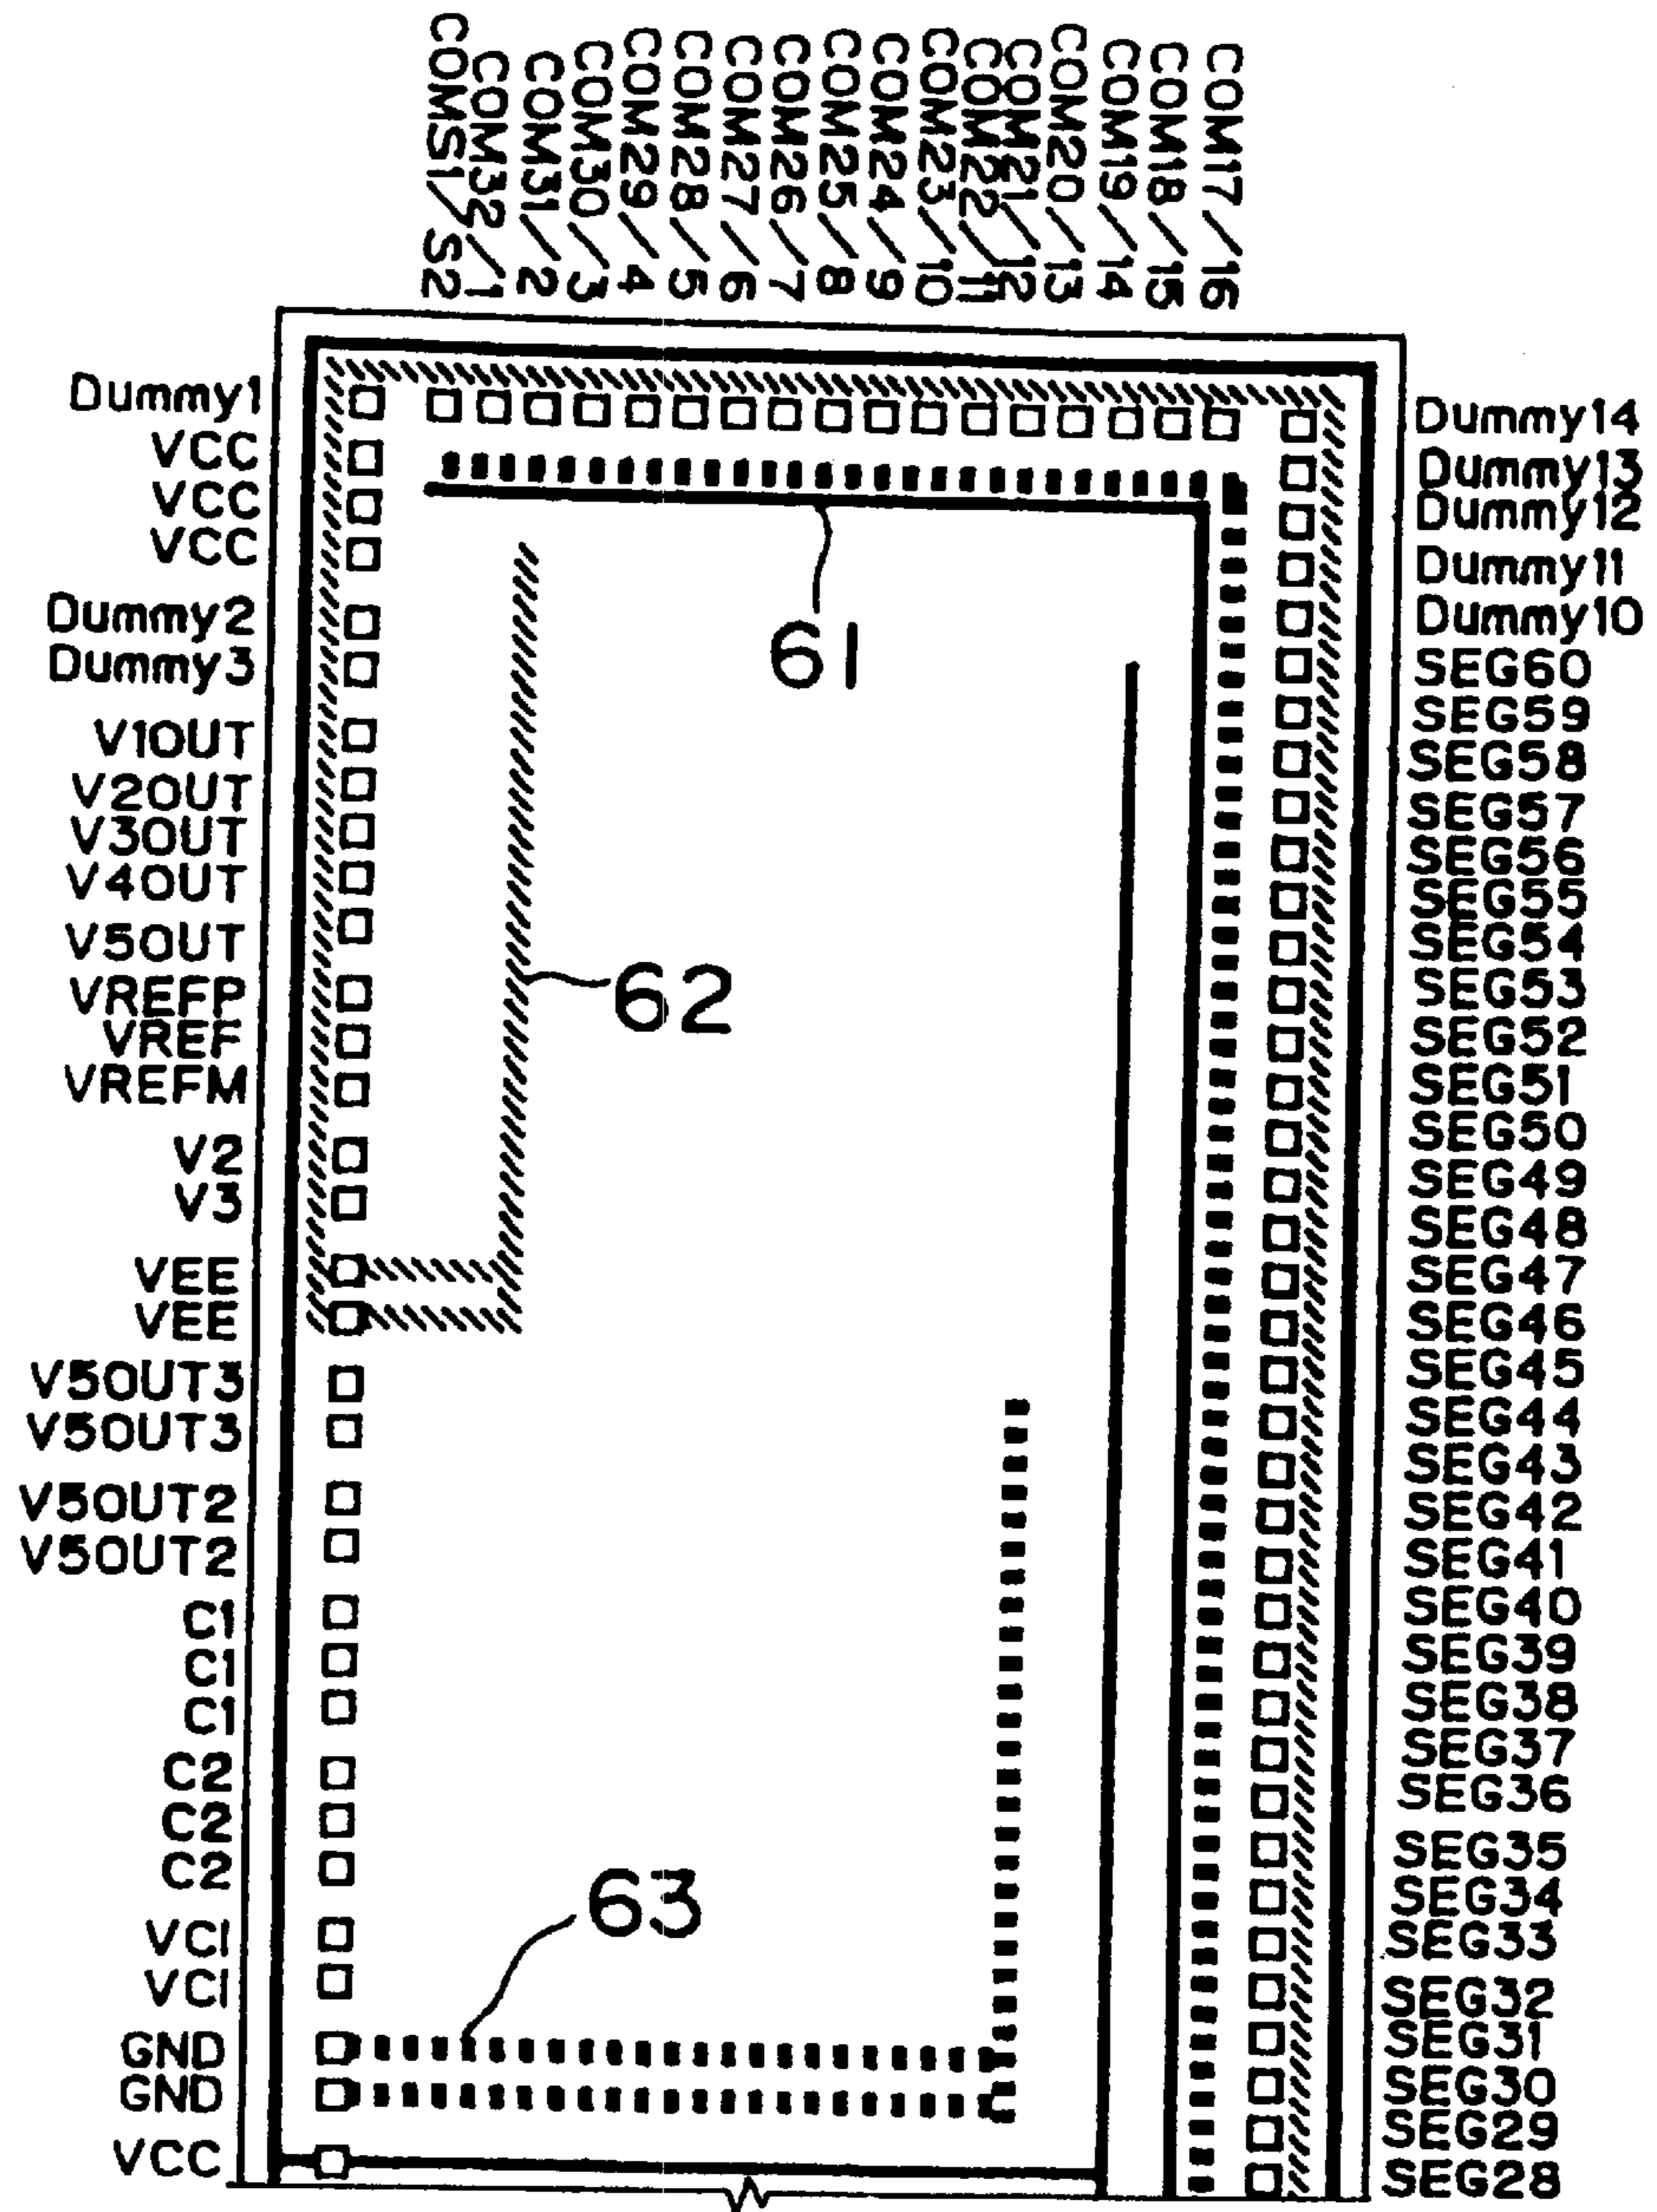 COMS1/S2
COM32/1
COM31/2
COM30/3
COM29/4
COM28/5
COM27/6
COM26/7
COM25/8
COM24/9
COM23/10
COM22/11
COM21/12
COM20/13
COM19/14
COM18/15
COM17/16
Dummy1
VCC
VCC
VCC
Dummy2
Dummy3
V1OUT
V2OUT
V3OUT
V4OUT
V5OUT
VREFP
VREF
VREFM
V2
V3
VEE
VEE
V5OUT3
V5OUT3
V5OUT2
V5OUT2
C1
C1
C1
C2
C2
C2
VCI
VCI
GND
GND
VCC
61
62
63
Dummy14
Dummy13
Dummy12
Dummy11
Dummy10
SEG60
SEG59
SEG58
SEG57
SEG56
SEG55
SEG54
SEG53
SEG52
SEG51
SEG50
SEG49
SEG48
SEG47
SEG46
SEG45
SEG44
SEG43
SEG42
SEG41
SEG40
SEG39
SEG38
SEG37
SEG36
SEG35
SEG34
SEG33
SEG32
SEG31
SEG30
SEG29
SEG28